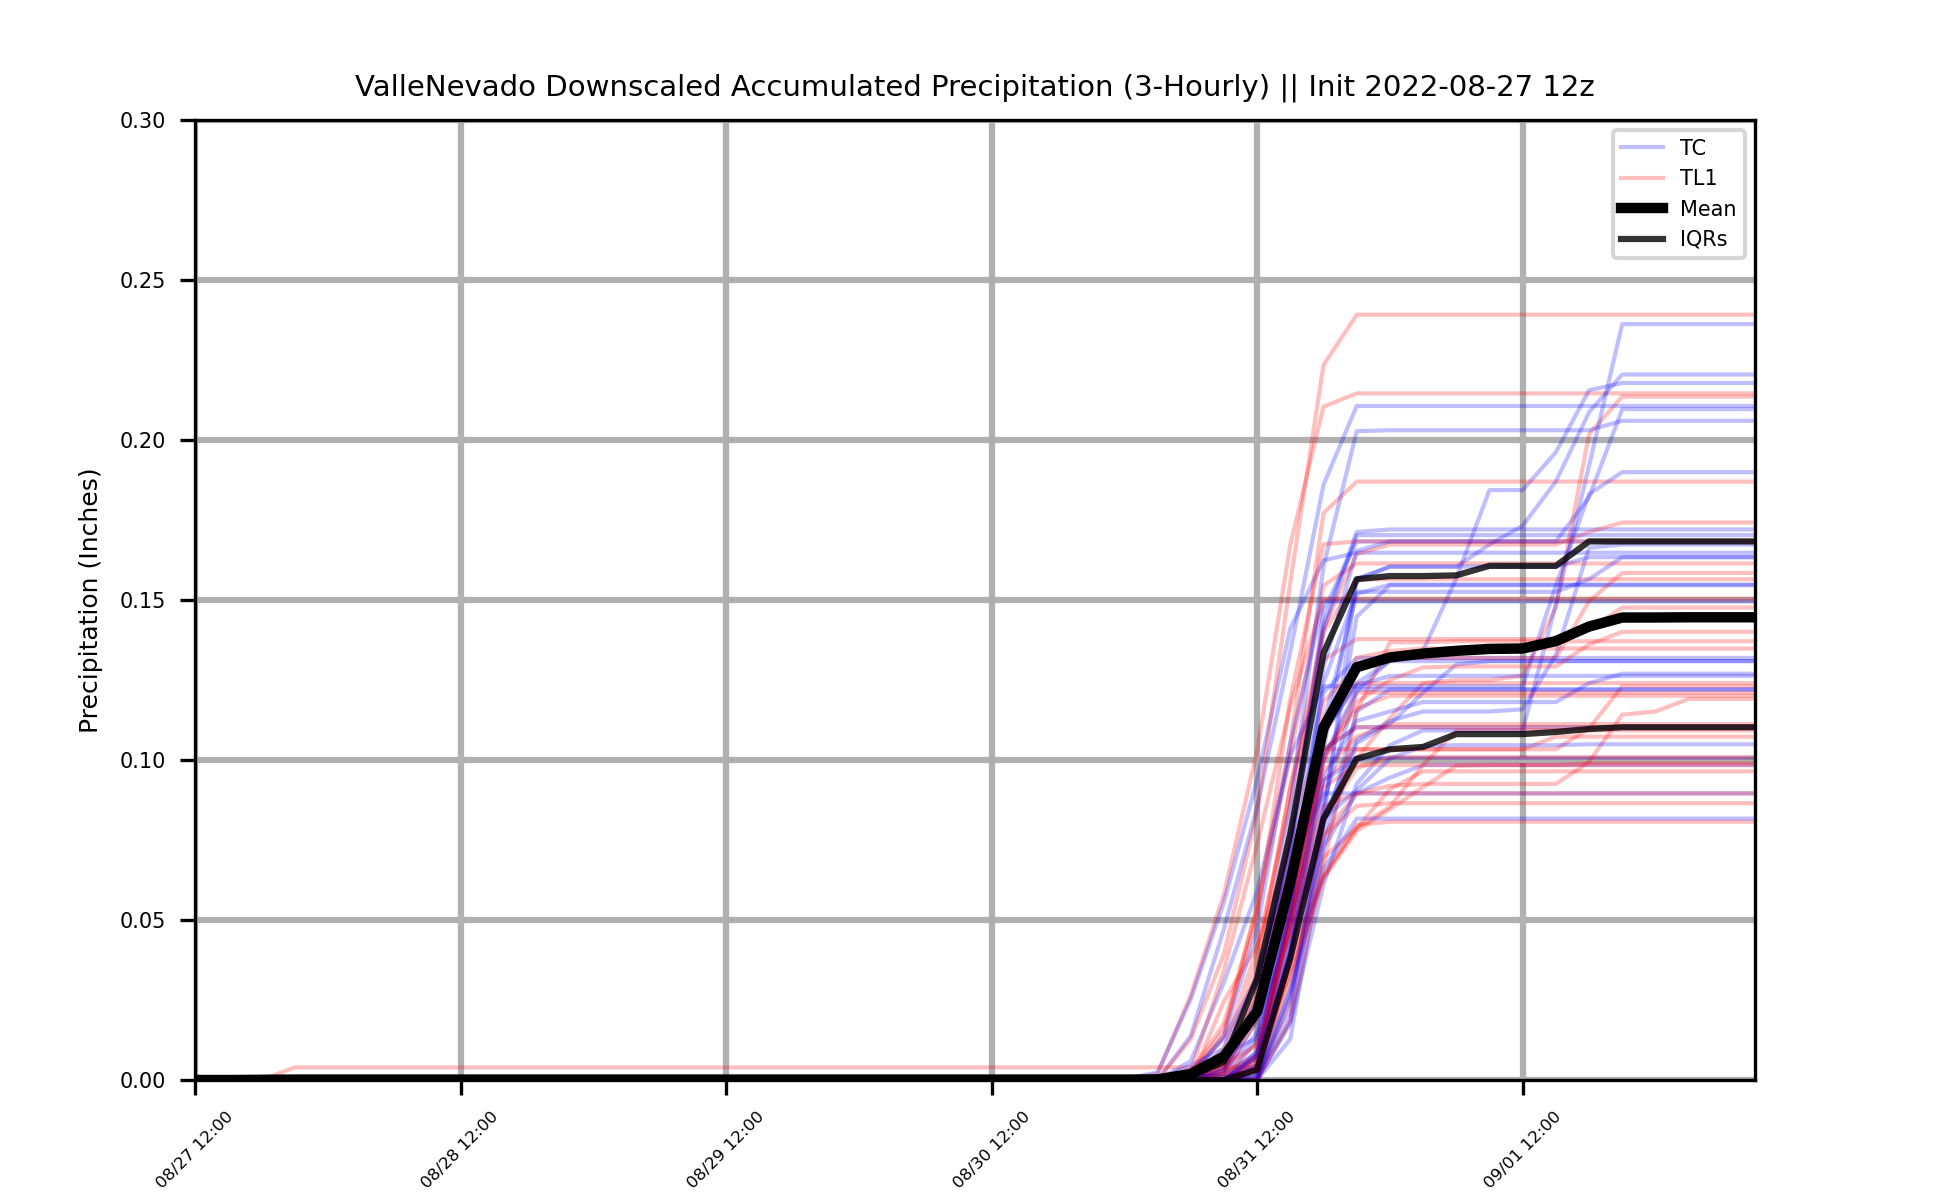 ValleNevado Downscaled Accumulated Precipitation (3-Hourly) || Init 2022-08-27 12z
TC
TL1
Mean
IQRs
Precipitation (Inches)
0.30
0.25
0.20
0.15
0.10
0.05
0.00
08/27 12:00
08/28 12:00
08/29 12:00
08/30 12:00
08/31 12:00
09/01 12:00